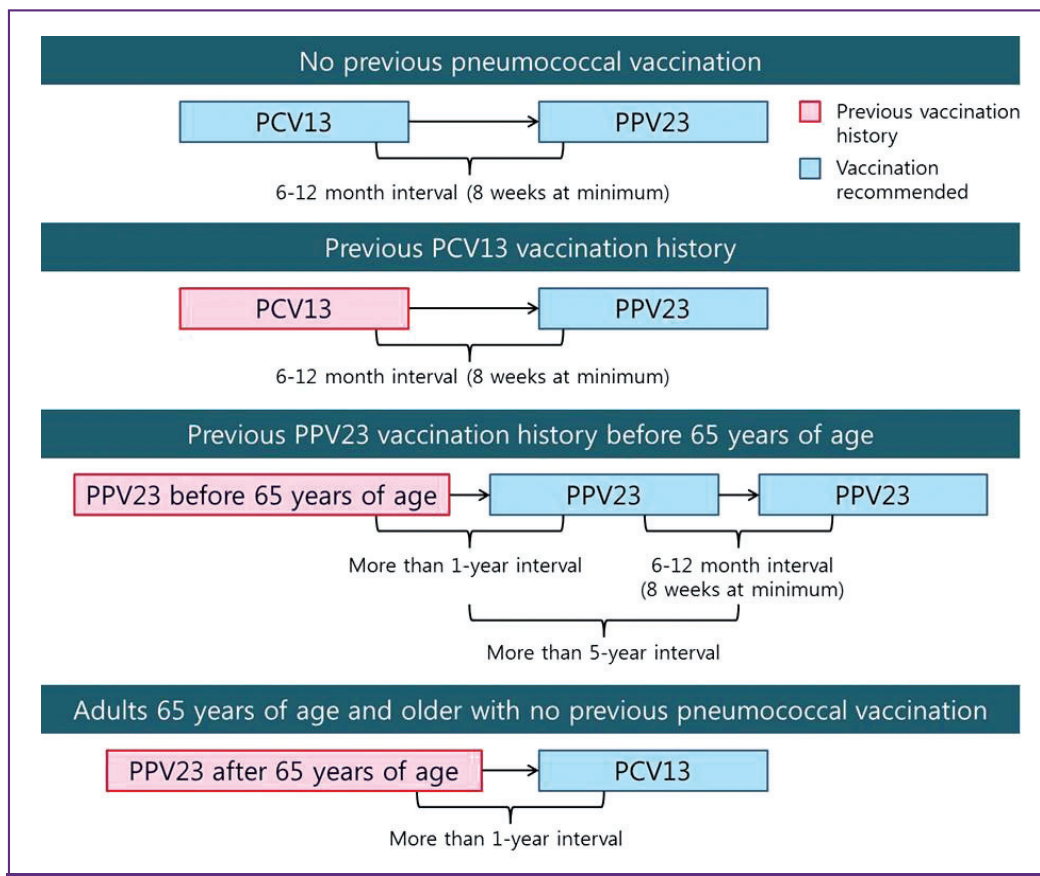 No previous pneumococcal vaccination
PCV13
PPV23
Previous vaccination
history
Vaccination
recommended
6-12 month interval (8 weeks at minimum)
Previous PCV13 vaccination history
PCV13
PPV23
6-12 month interval (8 weeks at minimum)
Previous PPV23 vaccination history before 65 years of age
PPV23 before 65 years of age
PPV23
PPV23
More than 1-year interval
6-12 month interval
(8 weeks at minimum)
More than 5-year interval
Adults 65 years of age and older with no previous pneumococcal vaccination
PPV23 after 65 years of age
PCV13
More than 1-year interval